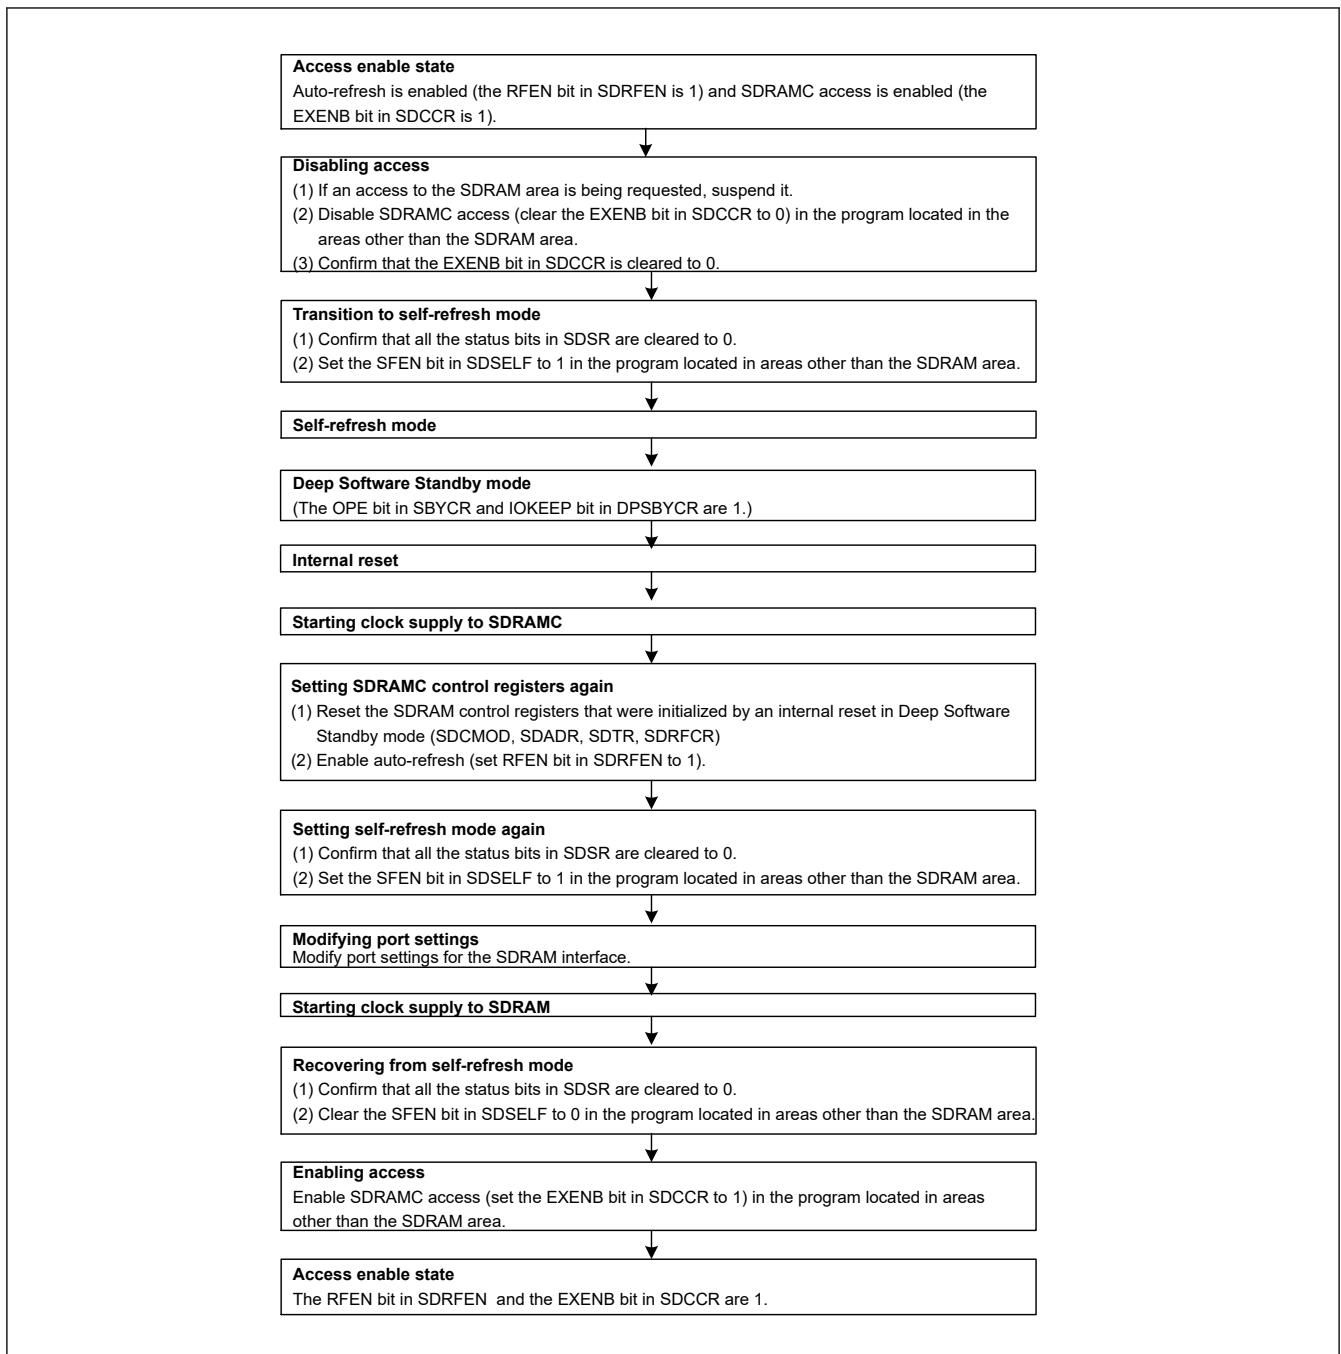 Access enable state
Auto-refresh is enabled (the RFEN bit in SDRFEN is 1) and SDRAMC access is enabled (the
EXENB bit in SDCCR is 1).
Disabling access
(1) If an access to the SDRAM area is being requested, suspend it.
(2) Disable SDRAMC access (clear the EXENB bit in SDCCR to 0) in the program located in the
areas other than the SDRAM area.
(3) Confirm that the EXENB bit in SDCCR is cleared to 0.
Transition to self-refresh mode
(1) Confirm that all the status bits in SDSR are cleared to 0.
(2) Set the SFEN bit in SDSELF to 1 in the program located in areas other than the SDRAM area.
Self-refresh mode
Deep Software Standby mode
(The OPE bit in SBYCR and IOKEEP bit in DPSBYCR are 1.)
Internal reset
Starting clock supply to SDRAMC
Setting SDRAMC control registers again
(1) Reset the SDRAM control registers that were initialized by an internal reset in Deep Software
Standby mode (SDCMOD, SDADR, SDTR, SDRFCR)
(2) Enable auto-refresh (set RFEN bit in SDRFEN to 1).
Setting self-refresh mode again
(1) Confirm that all the status bits in SDSR are cleared to 0.
(2) Set the SFEN bit in SDSELF to 1 in the program located in areas other than the SDRAM area.
Modifying port settings
Modify port settings for the SDRAM interface.
Starting clock supply to SDRAM
Recovering from self-refresh mode
(1) Confirm that all the status bits in SDSR are cleared to 0.
(2) Clear the SFEN bit in SDSELF to 0 in the program located in areas other than the SDRAM area.
Enabling access
Enable SDRAMC access (set the EXENB bit in SDCCR to 1) in the program located in areas
other than the SDRAM area.
Access enable state
The RFEN bit in SDRFEN and the EXENB bit in SDCCR are 1.